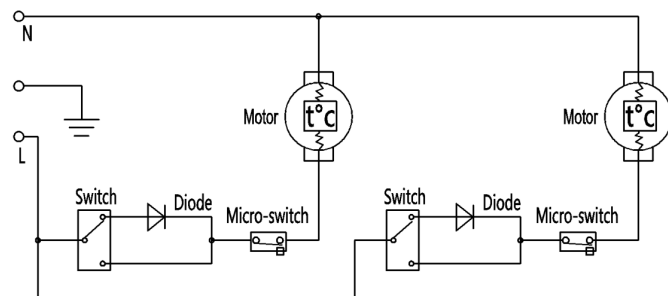 N
Motor
t°c
Motor
t°c
L
Switch
Diode
Micro-switch
Switch
Diode
Micro-switch